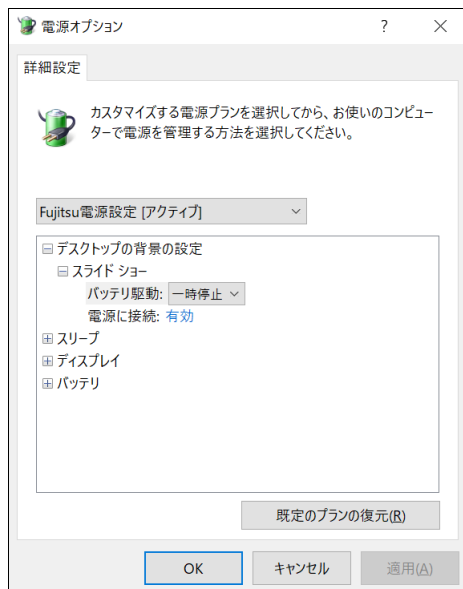 電源オプション
詳細設定
カスタマイズする電源プランを選択してから、お使いのコンピュー
ターで電源を管理する方法を選択してください。
Fujitsu電源設定 [アクティブ]
デスクトップの背景の設定
スライド ショー
バッテリ駆動: 一時停止
電源に接続: 有効
スリープ
ディスプレイ
バッテリ
既定のプランの復元(R)
OK キャンセル 適用(A)